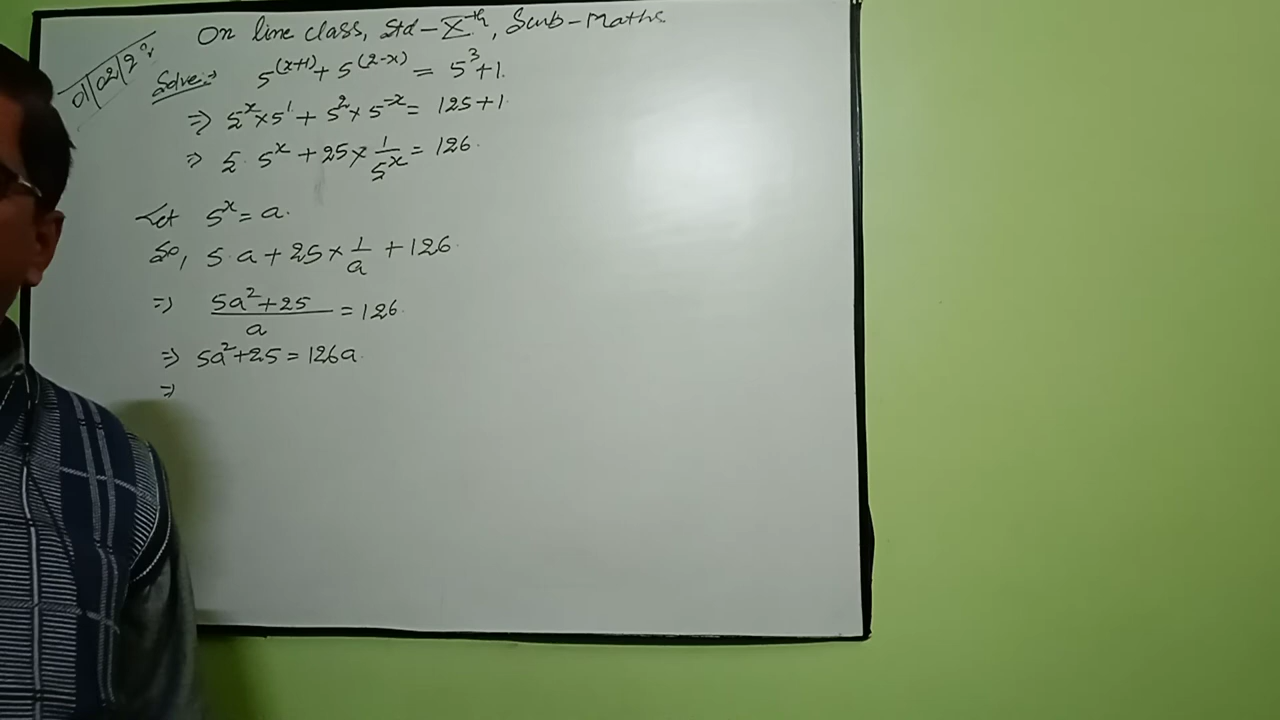 On line class, Std-X^th, Sub-Maths
01/02/2
Solve:- 5^(x+1) + 5^(2-x) = 5^3+1.
⇒ 5^x×5^1 + 5^2×5^-x = 125+1.
⇒ 5. 5^x + 25×1/5^x = 126.
Let 5^x = a.
So, 5.a + 25×1/a + 126.
⇒ (5a^2+25)/a = 126.
⇒ 5a^2+25 = 126a.
⇒